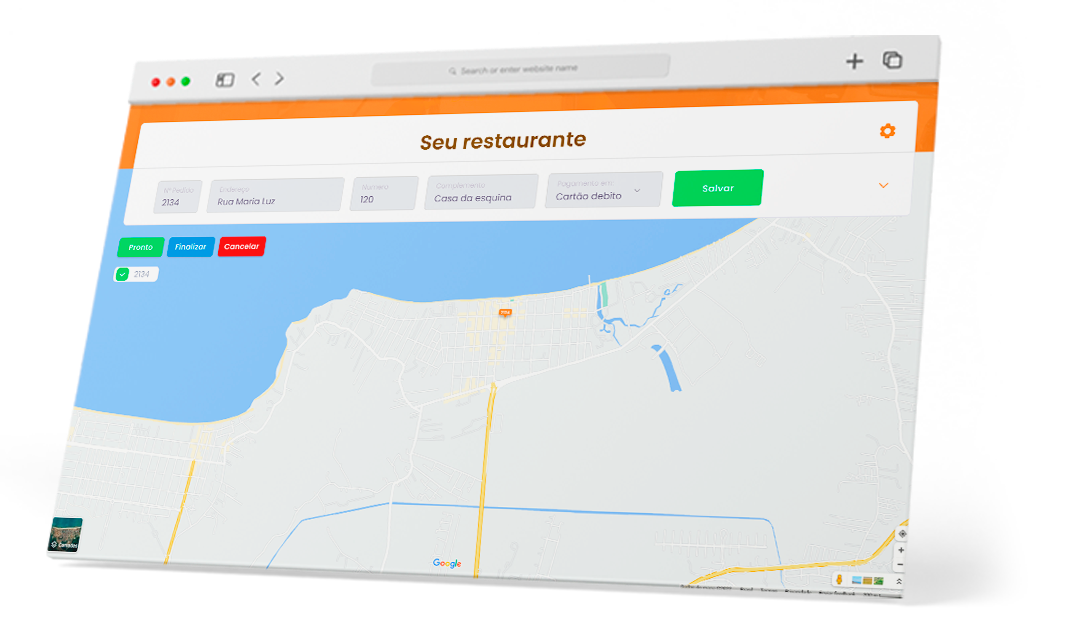 Search or enter website name
Seu restaurante
Nº Pedido
2134
Endereço
Rua Maria Luz
Número
120
Complemento
Casa da esquina
Pagamento em:
Cartão debito
Salvar
Pronto Finalizar Cancelar
2134
Camadas
Google